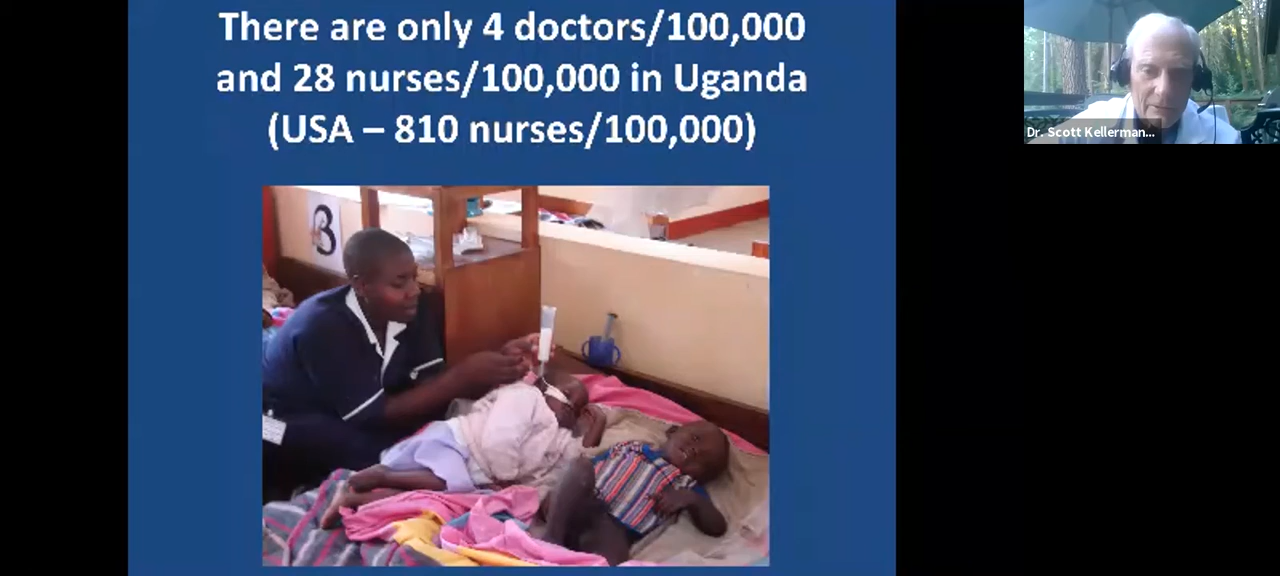 There are only 4 doctors/100,000
and 28 nurses/100,000 in Uganda
(USA – 810 nurses/100,000)
3
Dr. Scott Kellerman...